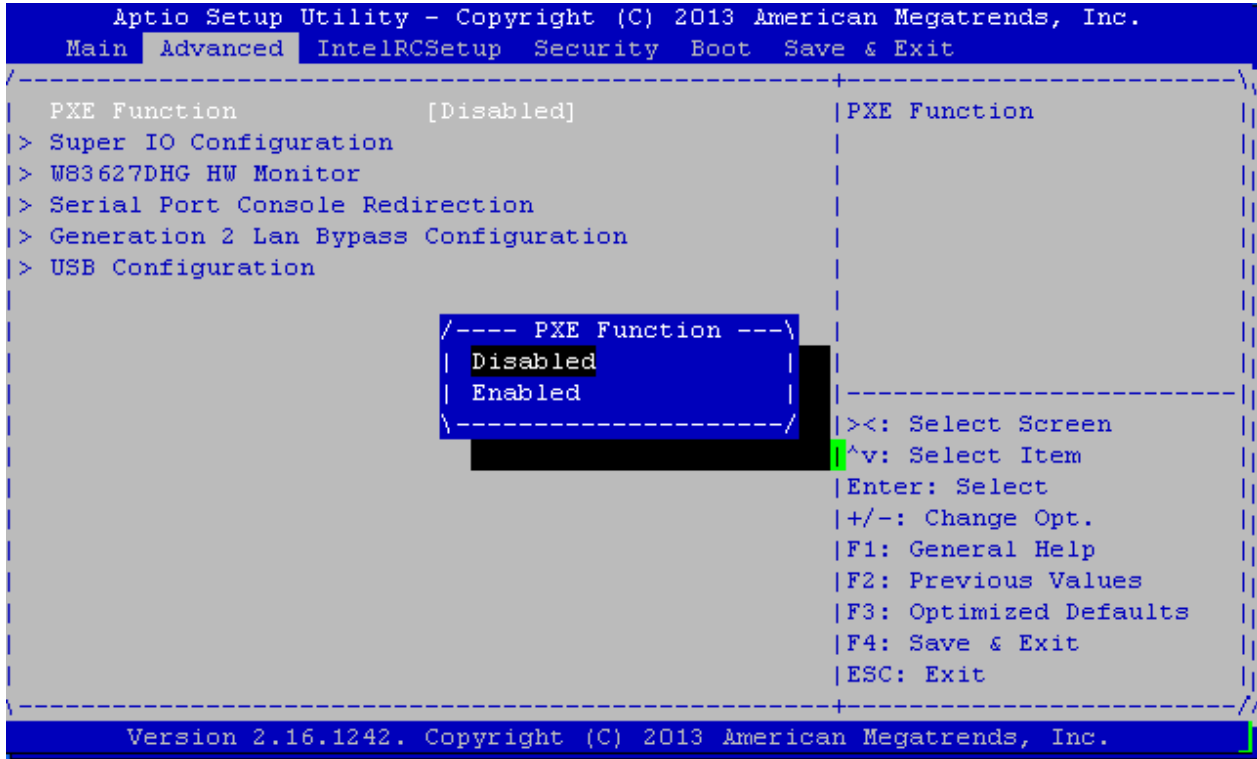 Aptio Setup Utility - Copyright (C) 2013 American Megatrends, Inc.
Main Advanced IntelRCSetup Security Boot Save & Exit
PXE Function [Disabled]
> Super IO Configuration
> W83627DHG HW Monitor
> Serial Port Console Redirection
> Generation 2 Lan Bypass Configuration
> USB Configuration
PXE Function
Disabled
Enabled
PXE Function
><: Select Screen
^v: Select Item
Enter: Select
+/-: Change Opt.
F1: General Help
F2: Previous Values
F3: Optimized Defaults
F4: Save & Exit
ESC: Exit
Version 2.16.1242. Copyright (C) 2013 American Megatrends, Inc.